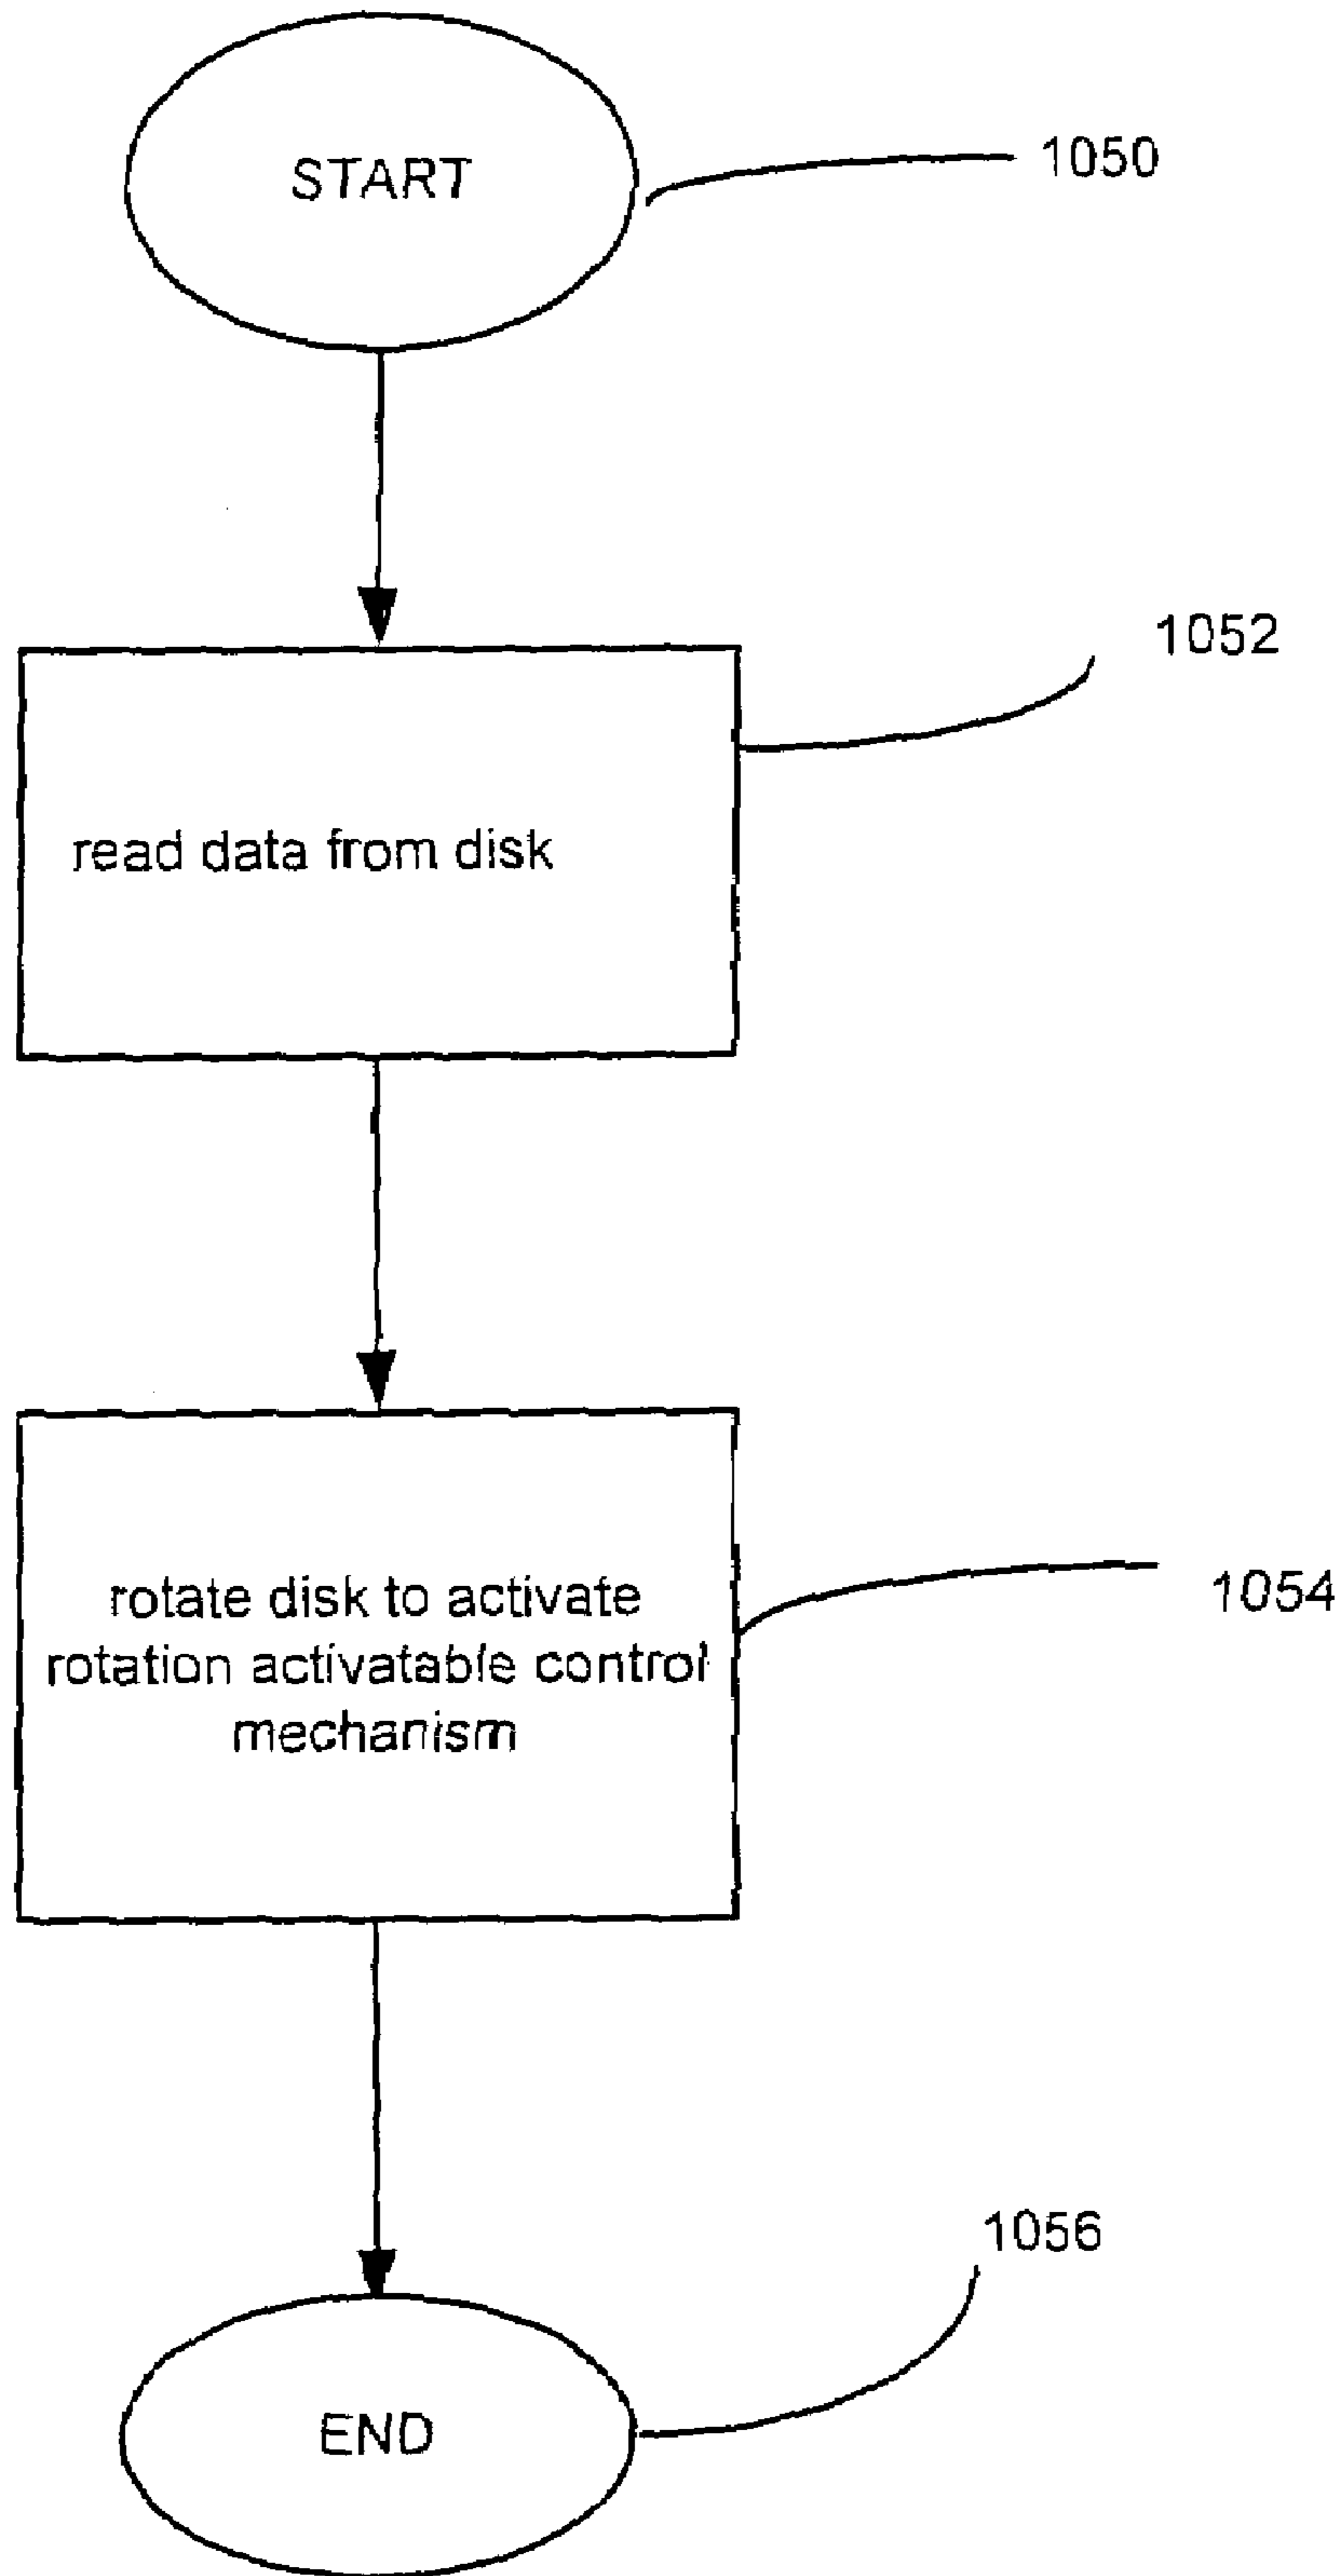 START
1050
1052
read data from disk
rotate disk to activate
rotation activatable control
mechanism
1054
1056
END